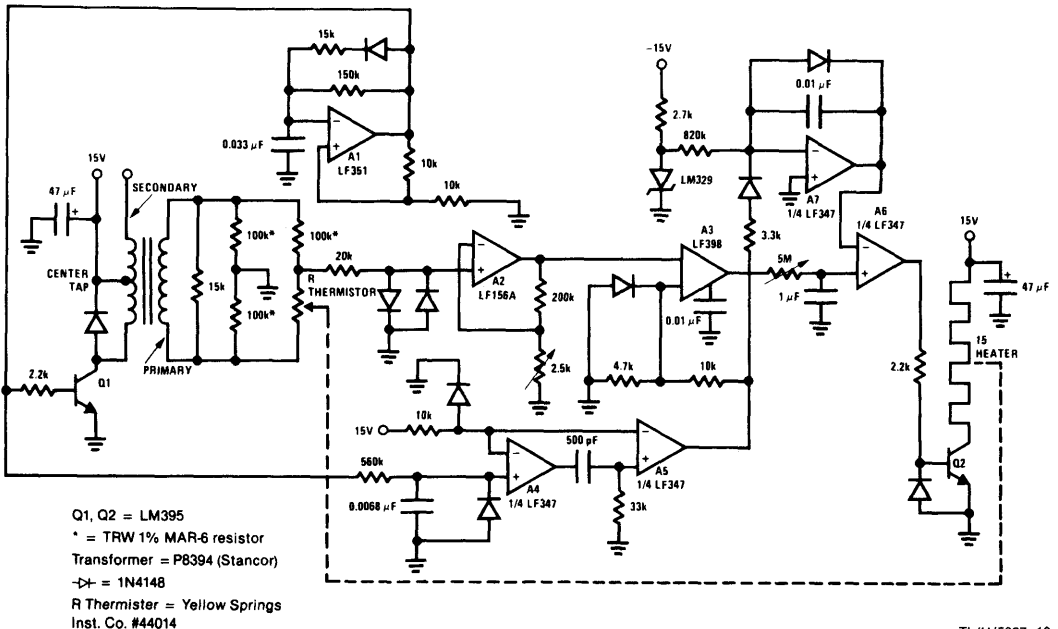 15k
150k
0.033 µF
A1
LF351
10k
10k
−15V
2.7k
820k
LM329
0.01 µF
A7
1/4 LF347
3.3k
A6
1/4 LF347
15V
47 µF
15V
47 µF
SECONDARY
CENTER
TAP
PRIMARY
15k
100k*
100k*
100k*
R
THERMISTOR
20k
A2
LF156A
200k
2.5k
A3
LF398
0.01 µF
5M
1 µF
4.7k
10k
2.2k
15
HEATER
Q2
2.2k
Q1
15V
10k
560k
0.0068 µF
A4
1/4 LF347
500 pF
A5
1/4 LF347
33k
Q1, Q2 = LM395
* = TRW 1% MAR-6 resistor
Transformer = P8394 (Stancor)
= 1N4148
R Thermister = Yellow Springs
Inst. Co. #44014